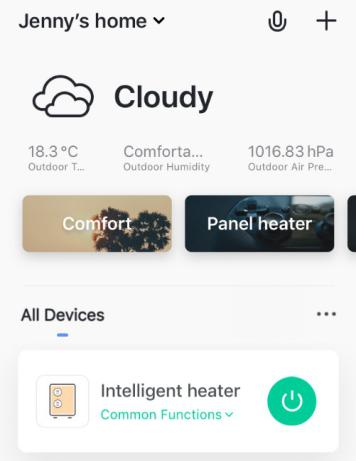 Jenny's home
Cloudy
18.3°C Comforta... 1016.83 hPa
Outdoor T... Outdoor Humidity Outdoor Air Pre...
Comfort Panel heater
All Devices
Intelligent heater
Common Functions